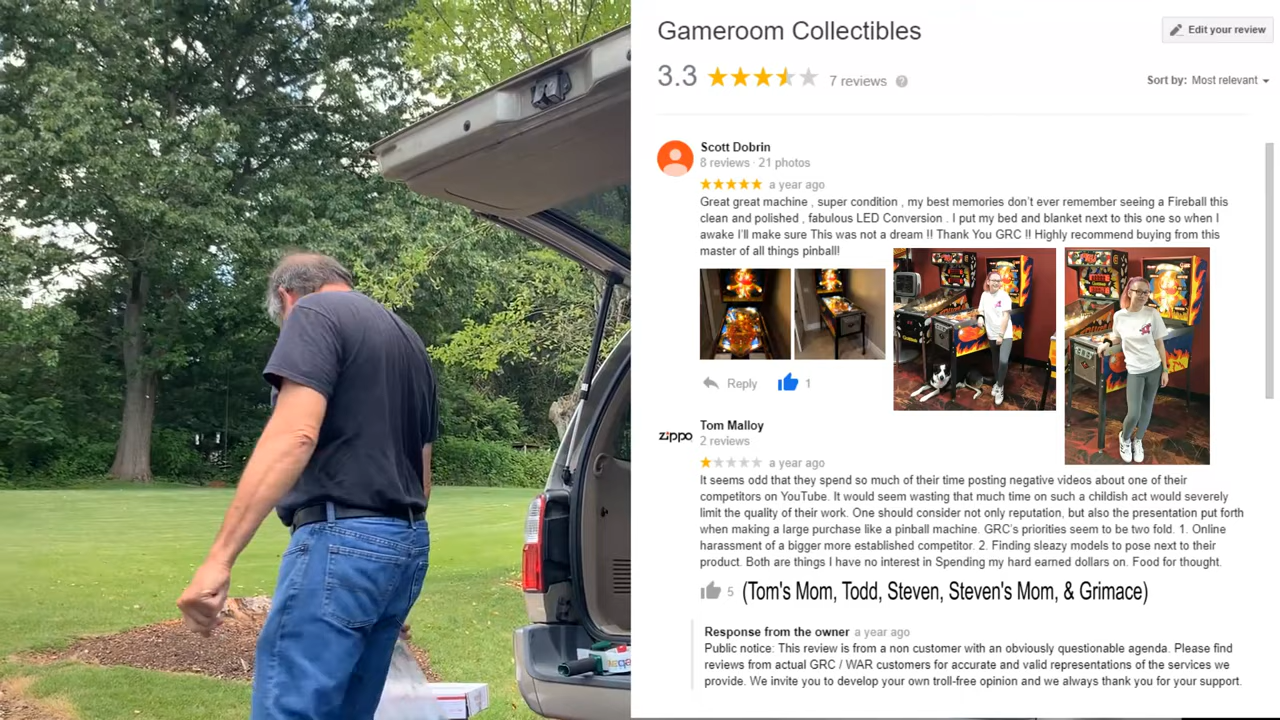 Gameroom Collectibles
Edit your review
3.3 7 reviews
Sort by: Most relevant
Scott Dobrin
8 reviews · 21 photos
a year ago
Great great machine , super condition , my best memories don't ever remember seeing a Fireball this
clean and polished , fabulous LED Conversion . I put my bed and blanket next to this one so when I
awake I'll make sure This was not a dream !! Thank You GRC !! Highly recommend buying from this
master of all things pinball!
Reply 1
zippo
Tom Malloy
2 reviews
a year ago
It seems odd that they spend so much of their time posting negative videos about one of their
competitors on YouTube. It would seem wasting that much time on such a childish act would severely
limit the quality of their work. One should consider not only reputation, but also the presentation put forth
when making a large purchase like a pinball machine. GRC's priorities seem to be two fold. 1. Online
harassment of a bigger more established competitor. 2. Finding sleazy models to pose next to their
product. Both are things I have no interest in Spending my hard earned dollars on. Food for thought.
5 (Tom's Mom, Todd, Steven, Steven's Mom, & Grimace)
Response from the owner a year ago
Public notice: This review is from a non customer with an obviously questionable agenda. Please find
reviews from actual GRC / WAR customers for accurate and valid representations of the services we
provide. We invite you to develop your own troll-free opinion and we always thank you for your support.